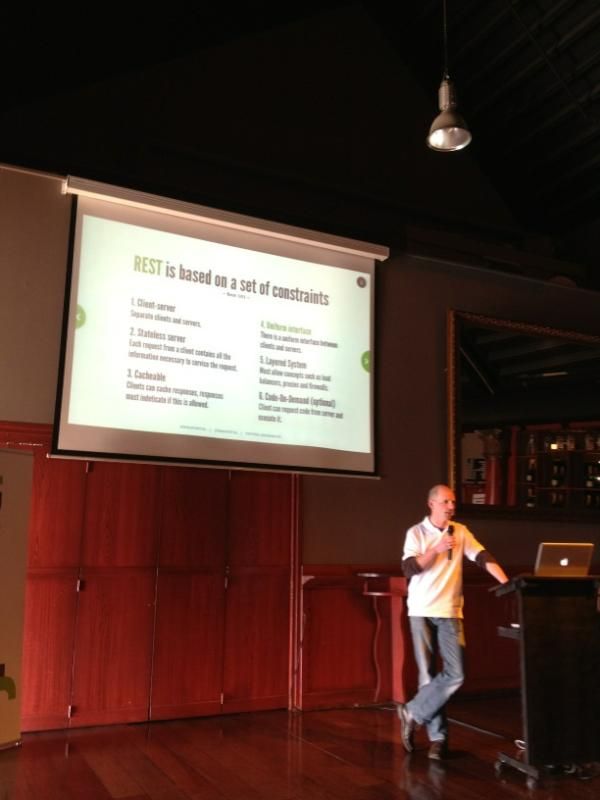 REST is based on a set of constraints
1. Client-server
Separate clients and servers.
2. Stateless server
Each request from a client contains all the
information necessary to service the request.
3. Cacheable
Clients can cache responses, responses
must indeticate if this is allowed.
4. Uniform interface
There is a uniform interface between
clients and servers.
5. Layered System
Must allow concepts such as load
balancers, proxies and firewalls.
6. Code-On-Demand (optional)
Client can request code from server and
execute it.